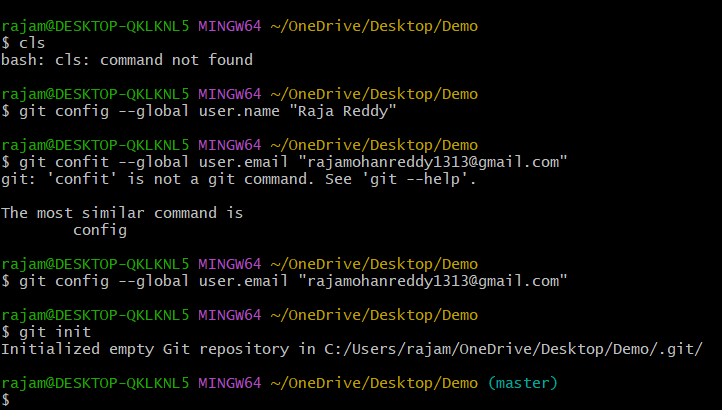 rajam@DESKTOP-QKLKNL5 MINGW64 ~/OneDrive/Desktop/Demo
$ cls
bash: cls: command not found
rajam@DESKTOP-QKLKNL5 MINGW64 ~/OneDrive/Desktop/Demo
$ git config --global user.name "Raja Reddy"
rajam@DESKTOP-QKLKNL5 MINGW64 ~/OneDrive/Desktop/Demo
$ git confit --global user.email "rajamohanreddy1313@gmail.com"
git: 'confit' is not a git command. See 'git --help'.
The most similar command is
config
rajam@DESKTOP-QKLKNL5 MINGW64 ~/OneDrive/Desktop/Demo
$ git config --global user.email "rajamohanreddy1313@gmail.com"
rajam@DESKTOP-QKLKNL5 MINGW64 ~/OneDrive/Desktop/Demo
$ git init
Initialized empty Git repository in C:/Users/rajam/OneDrive/Desktop/Demo/.git/
rajam@DESKTOP-QKLKNL5 MINGW64 ~/OneDrive/Desktop/Demo (master)
$